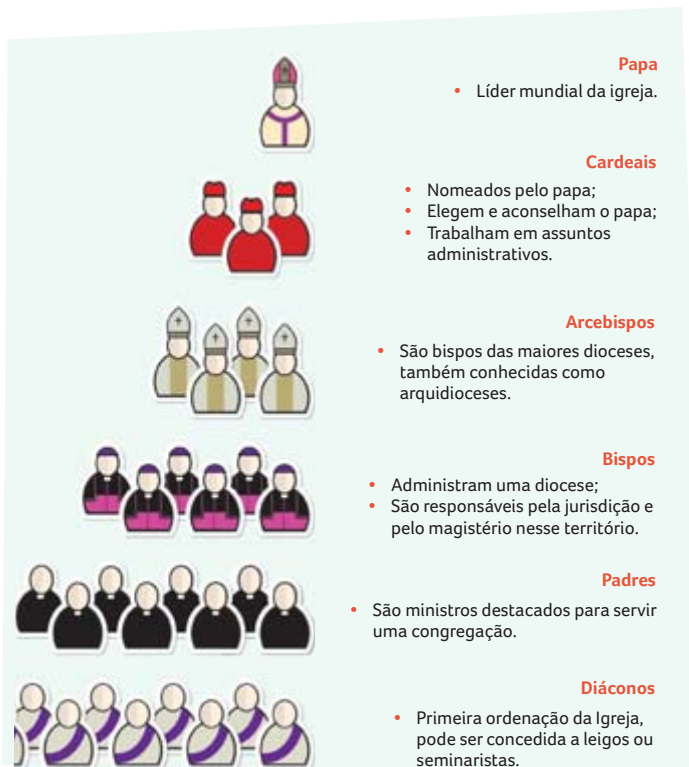 Papa
• Líder mundial da igreja.
Cardeais
• Nomeados pelo papa;
• Elegem e aconselham o papa;
• Trabalham em assuntos
administrativos.
Arcebispos
• São bispos das maiores dioceses,
também conhecidas como
arquidioceses.
Bispos
• Administram uma diocese;
• São responsáveis pela jurisdição e
pelo magistério nesse território.
Padres
• São ministros destacados para servir
uma congregação.
Diáconos
• Primeira ordenação da Igreja,
pode ser concedida a leigos ou
seminaristas.